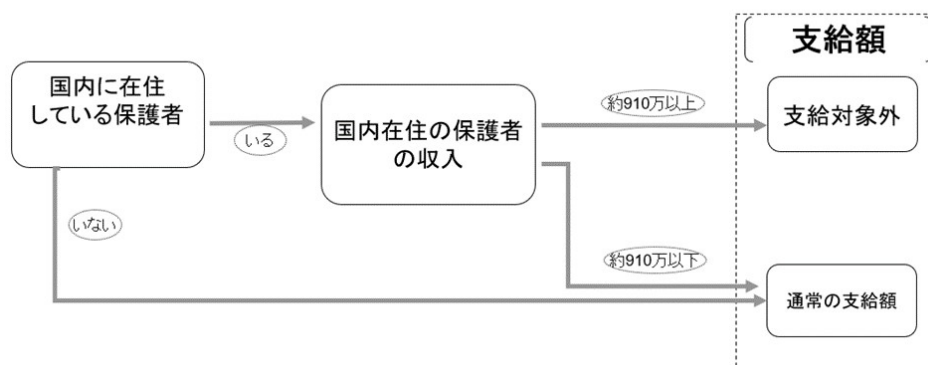 支給額
国内に在住
している保護者
いる
国内在住の保護者
の収入
約910万以上
支給対象外
いない
約910万以下
通常の支給額